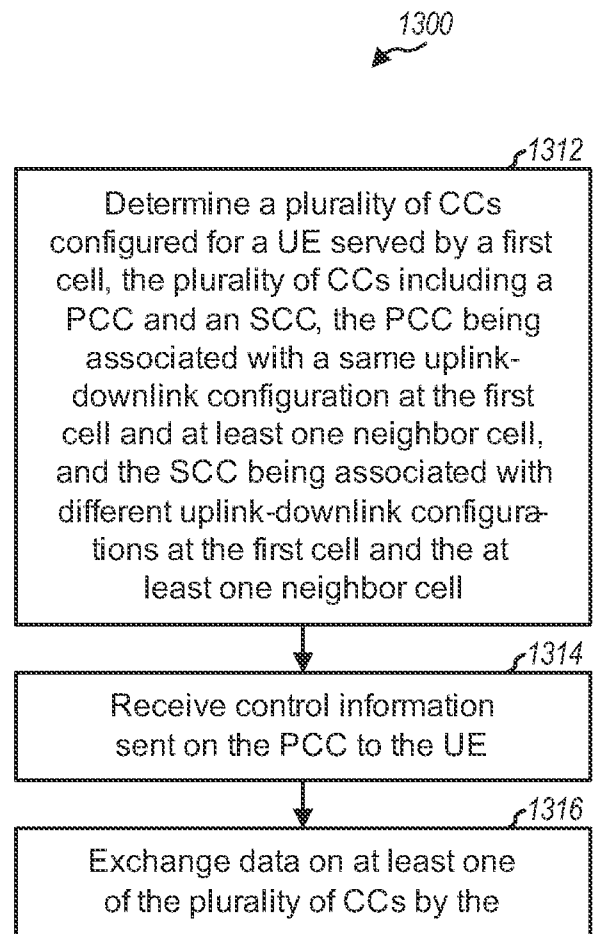 1300
1312
Determine a plurality of CCs
configured for a UE served by a first
cell, the plurality of CCs including a
PCC and an SCC, the PCC being
associated with a same uplink-
downlink configuration at the first
cell and at least one neighbor cell,
and the SCC being associated with
different uplink-downlink configura-
tions at the first cell and the at
least one neighbor cell
1314
Receive control information
sent on the PCC to the UE
1316
Exchange data on at least one
of the plurality of CCs by the